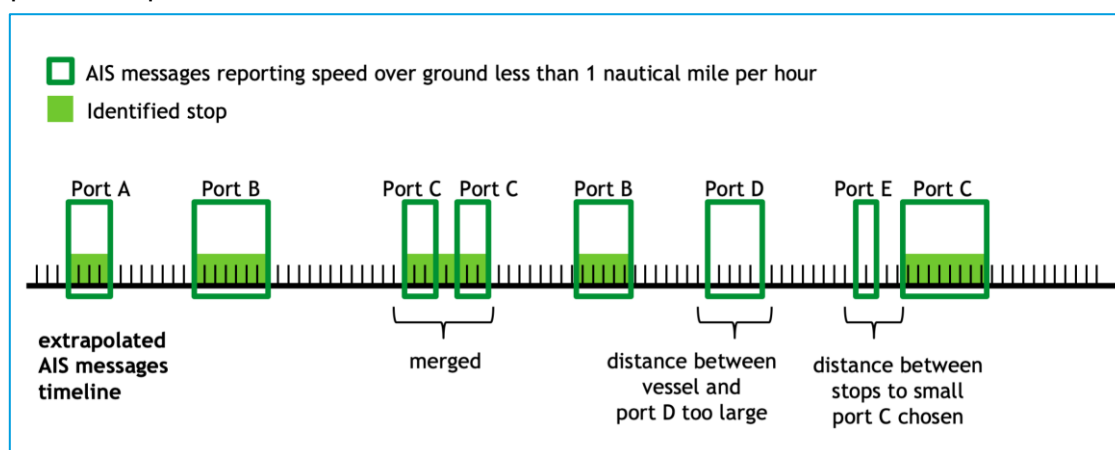 AIS messages reporting speed over ground less than 1 nautical mile per hour
Identified stop
Port A
Port B
Port C
Port C
Port B
Port D
Port E
Port C
extrapolated
AIS messages
timeline
merged
distance between
vessel and
port D too large
distance between
stops to small
port C chosen